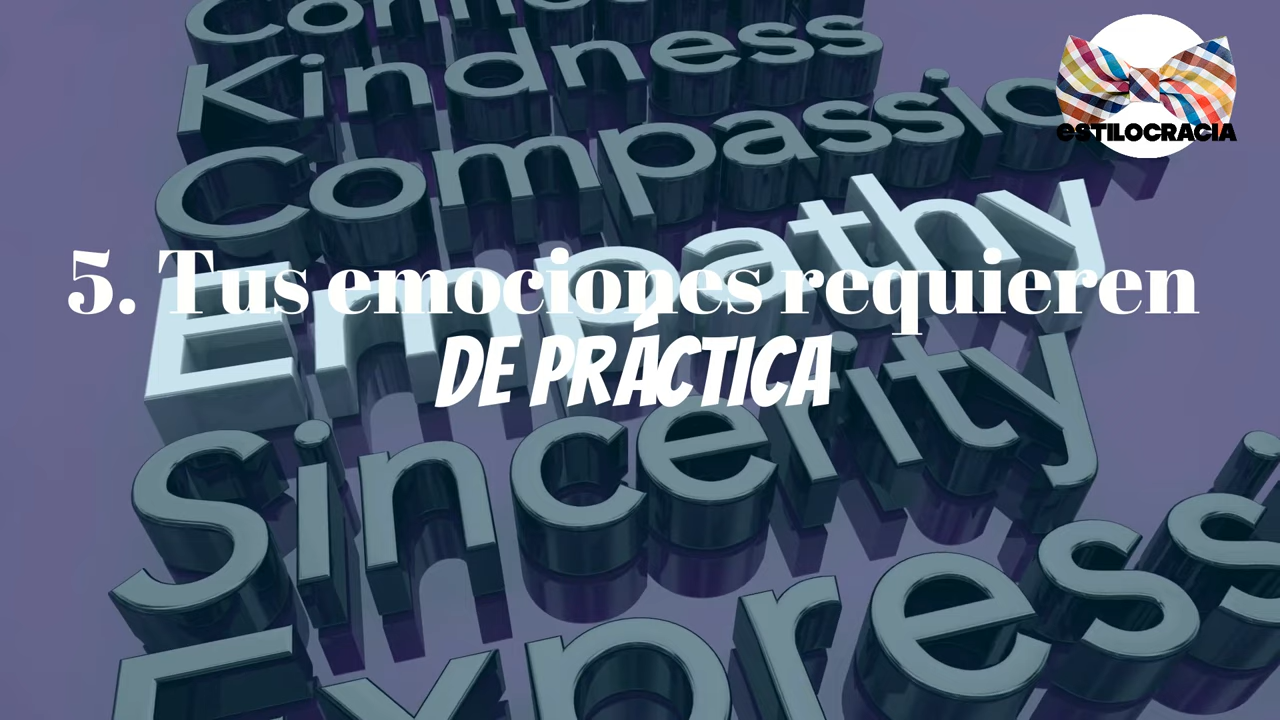 Kindness
Compassio
eSTILOCRACIA
Empathy
5. Tus emociones requieren
DE PRÁCTICA
Sincerity
Express